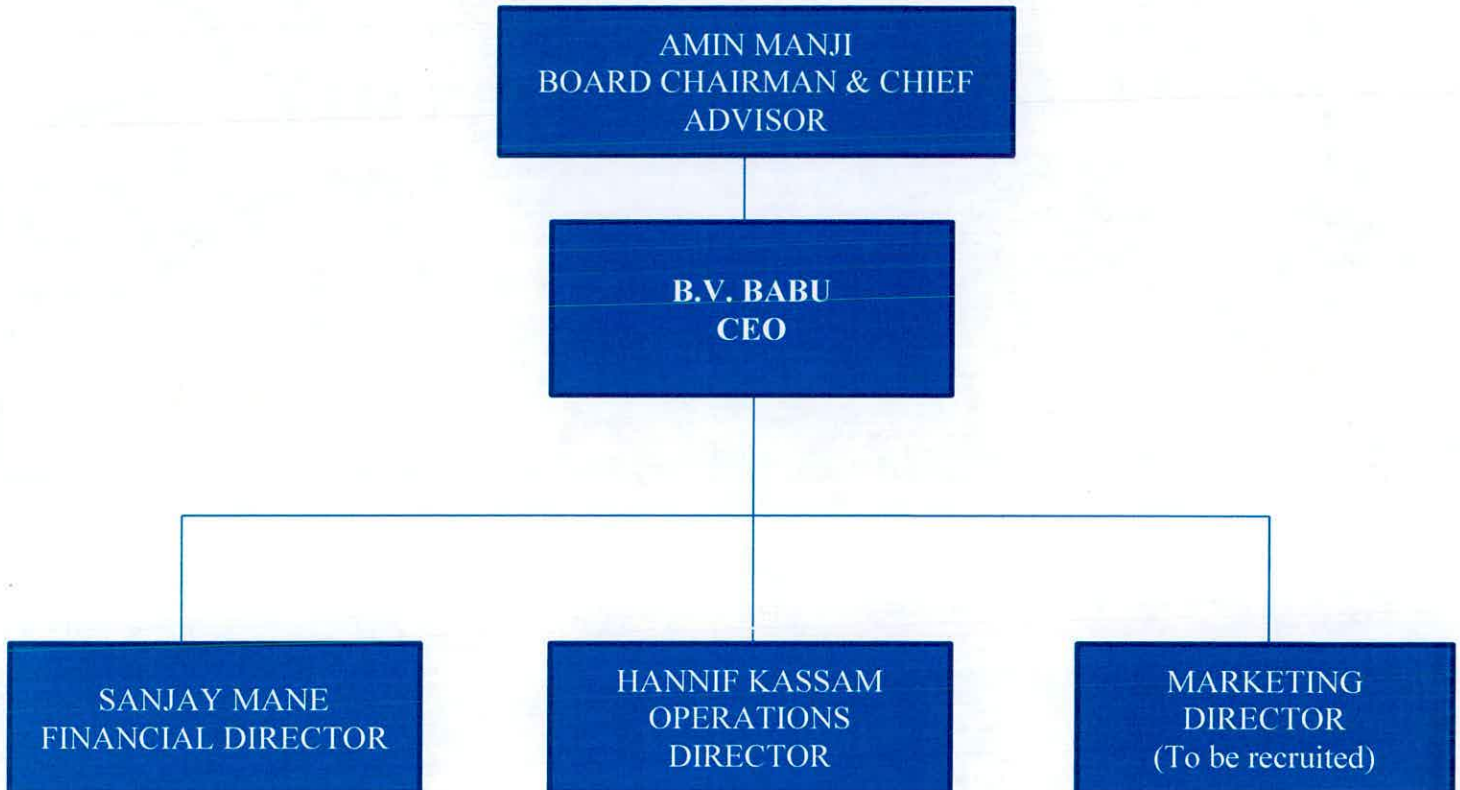 AMIN MANJI
BOARD CHAIRMAN & CHIEF
ADVISOR
B.V. BABU
CEO
SANJAY MANE
FINANCIAL DIRECTOR
HANNIF KASSAM
OPERATIONS
DIRECTOR
MARKETING
DIRECTOR
(To be recruited)